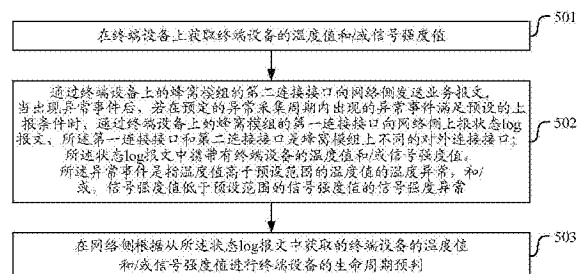 501
在终端设备上获取终端设备的温度值和/或信号强度值
通过终端设备上的蜂窝模组的第二连接接口向网络侧发送业务报文，
当出现异常事件后，若在预定的异常采集周期内出现的异常事件满足预设的上
报条件时，通过终端设备上的蜂窝模组的第一连接接口向网络侧上报状态log
报文，所述第一连接接口和第二连接接口是蜂窝模组上不同的对外连接接口；
所述状态log报文中携带有终端设备的温度值和/或信号强度值。
所述异常事件是指温度值高于预设范围的温度值的温度异常，和/
或，信号强度值低于预设范围的信号强度值的信号强度异常
502
503
在网络侧根据从所述状态log报文中获取的终端设备的温度值
和/或信号强度值进行终端设备的生命周期预判